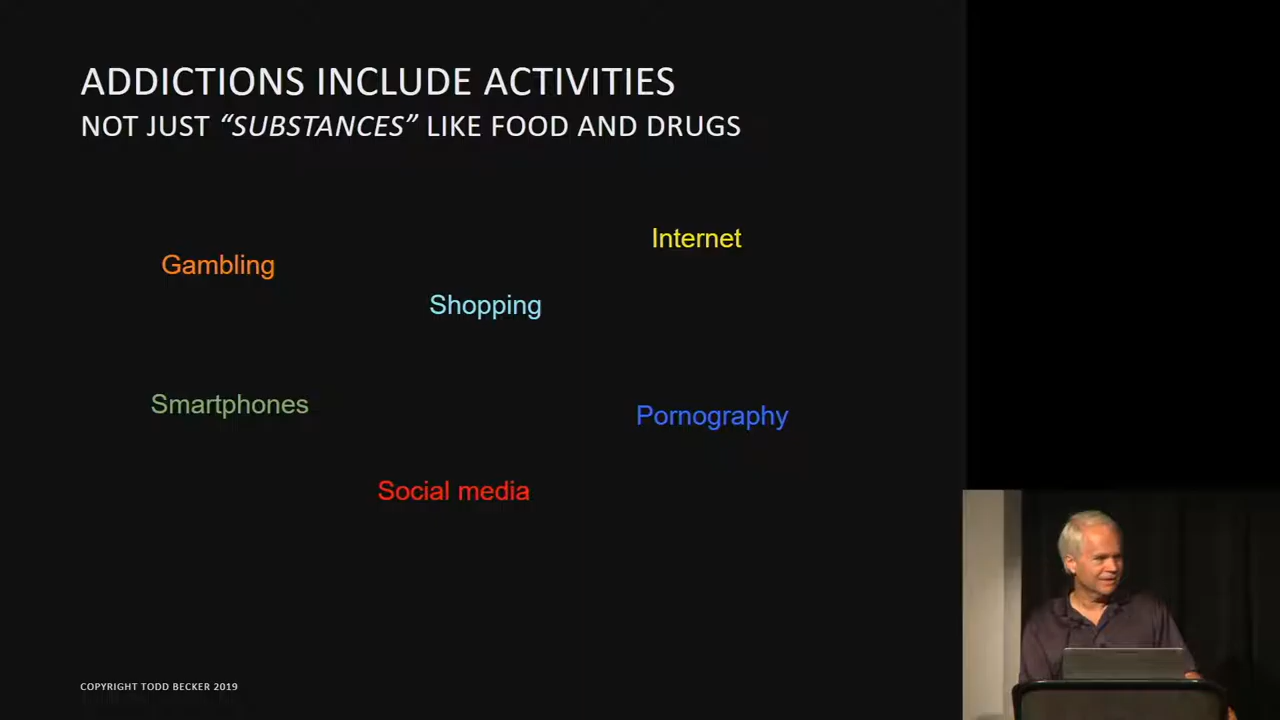 ADDICTIONS INCLUDE ACTIVITIES
NOT JUST “SUBSTANCES” LIKE FOOD AND DRUGS
Internet
Gambling
Shopping
Smartphones
Pornography
Social media
COPYRIGHT TODD BECKER 2019